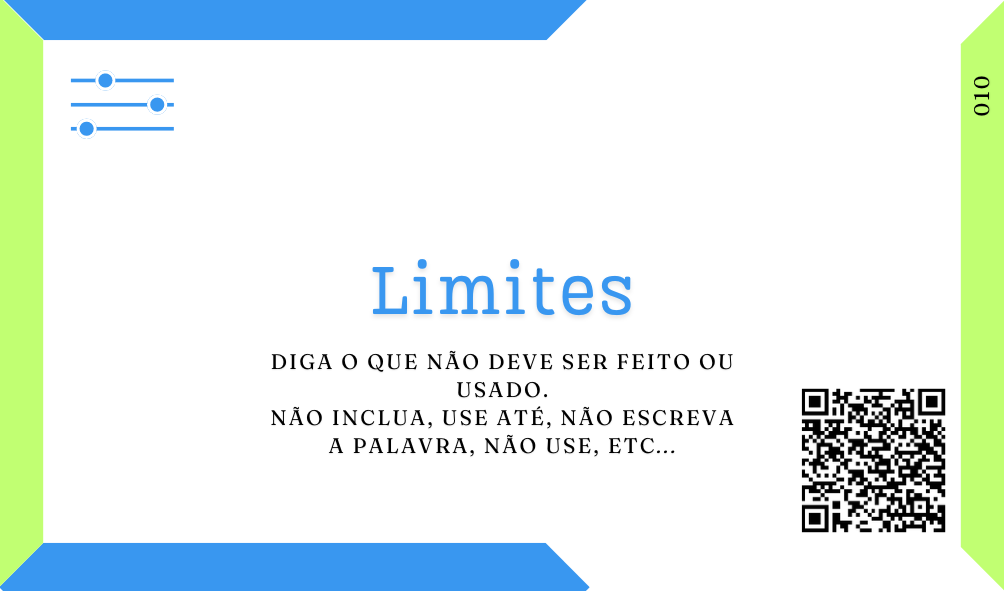 010
Limites
DIGA O QUE NÃO DEVE SER FEITO OU
USADO.
NÃO INCLUA, USE ATÉ, NÃO ESCREVA
A PALAVRA, NÃO USE, ETC...